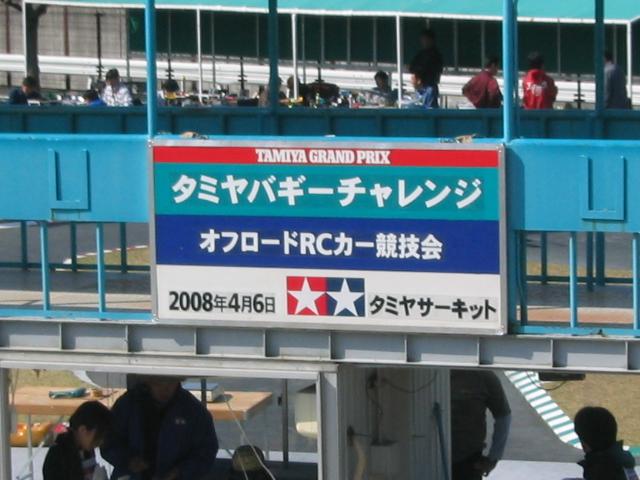 TAMIYA GRAND PRIX
タミヤバギーチャレンジ
オフロードRCカー競技会
2008年4月6日 タミヤサーキット